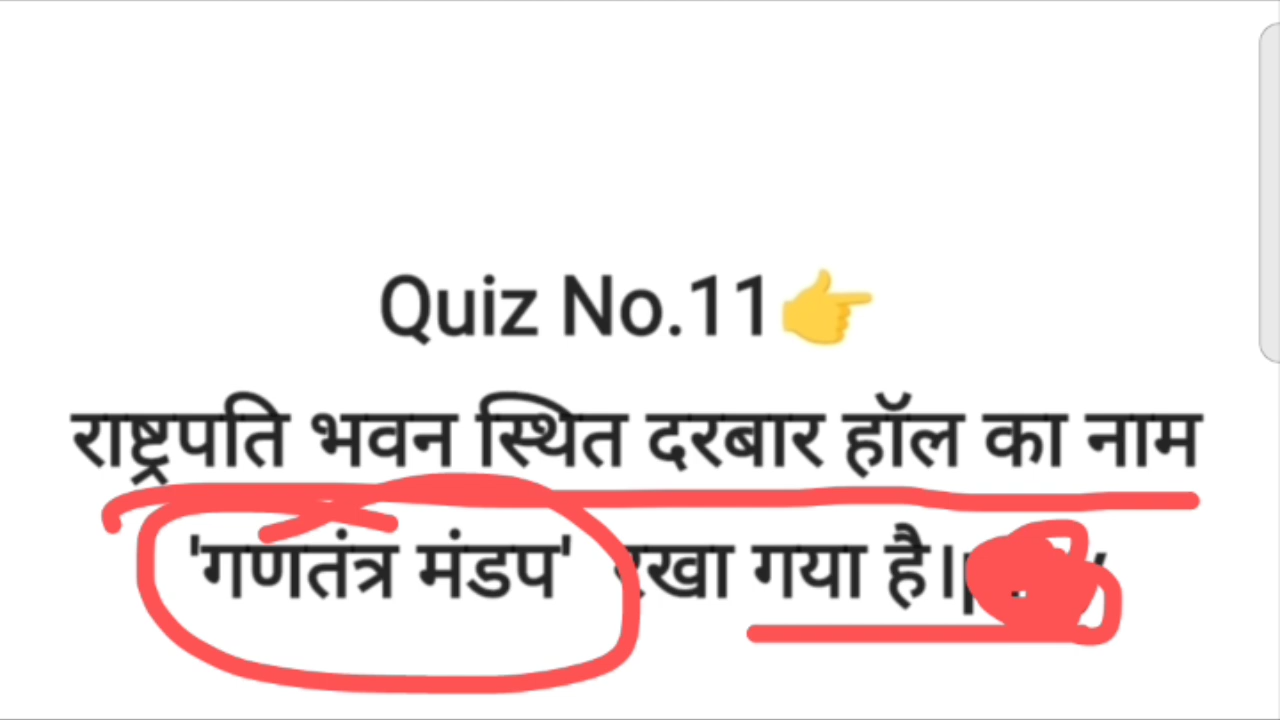 Quiz No.11👉
राष्ट्रपति भवन स्थित दरबार हॉल का नाम
'गणतंत्र मंडप' रखा गया है।